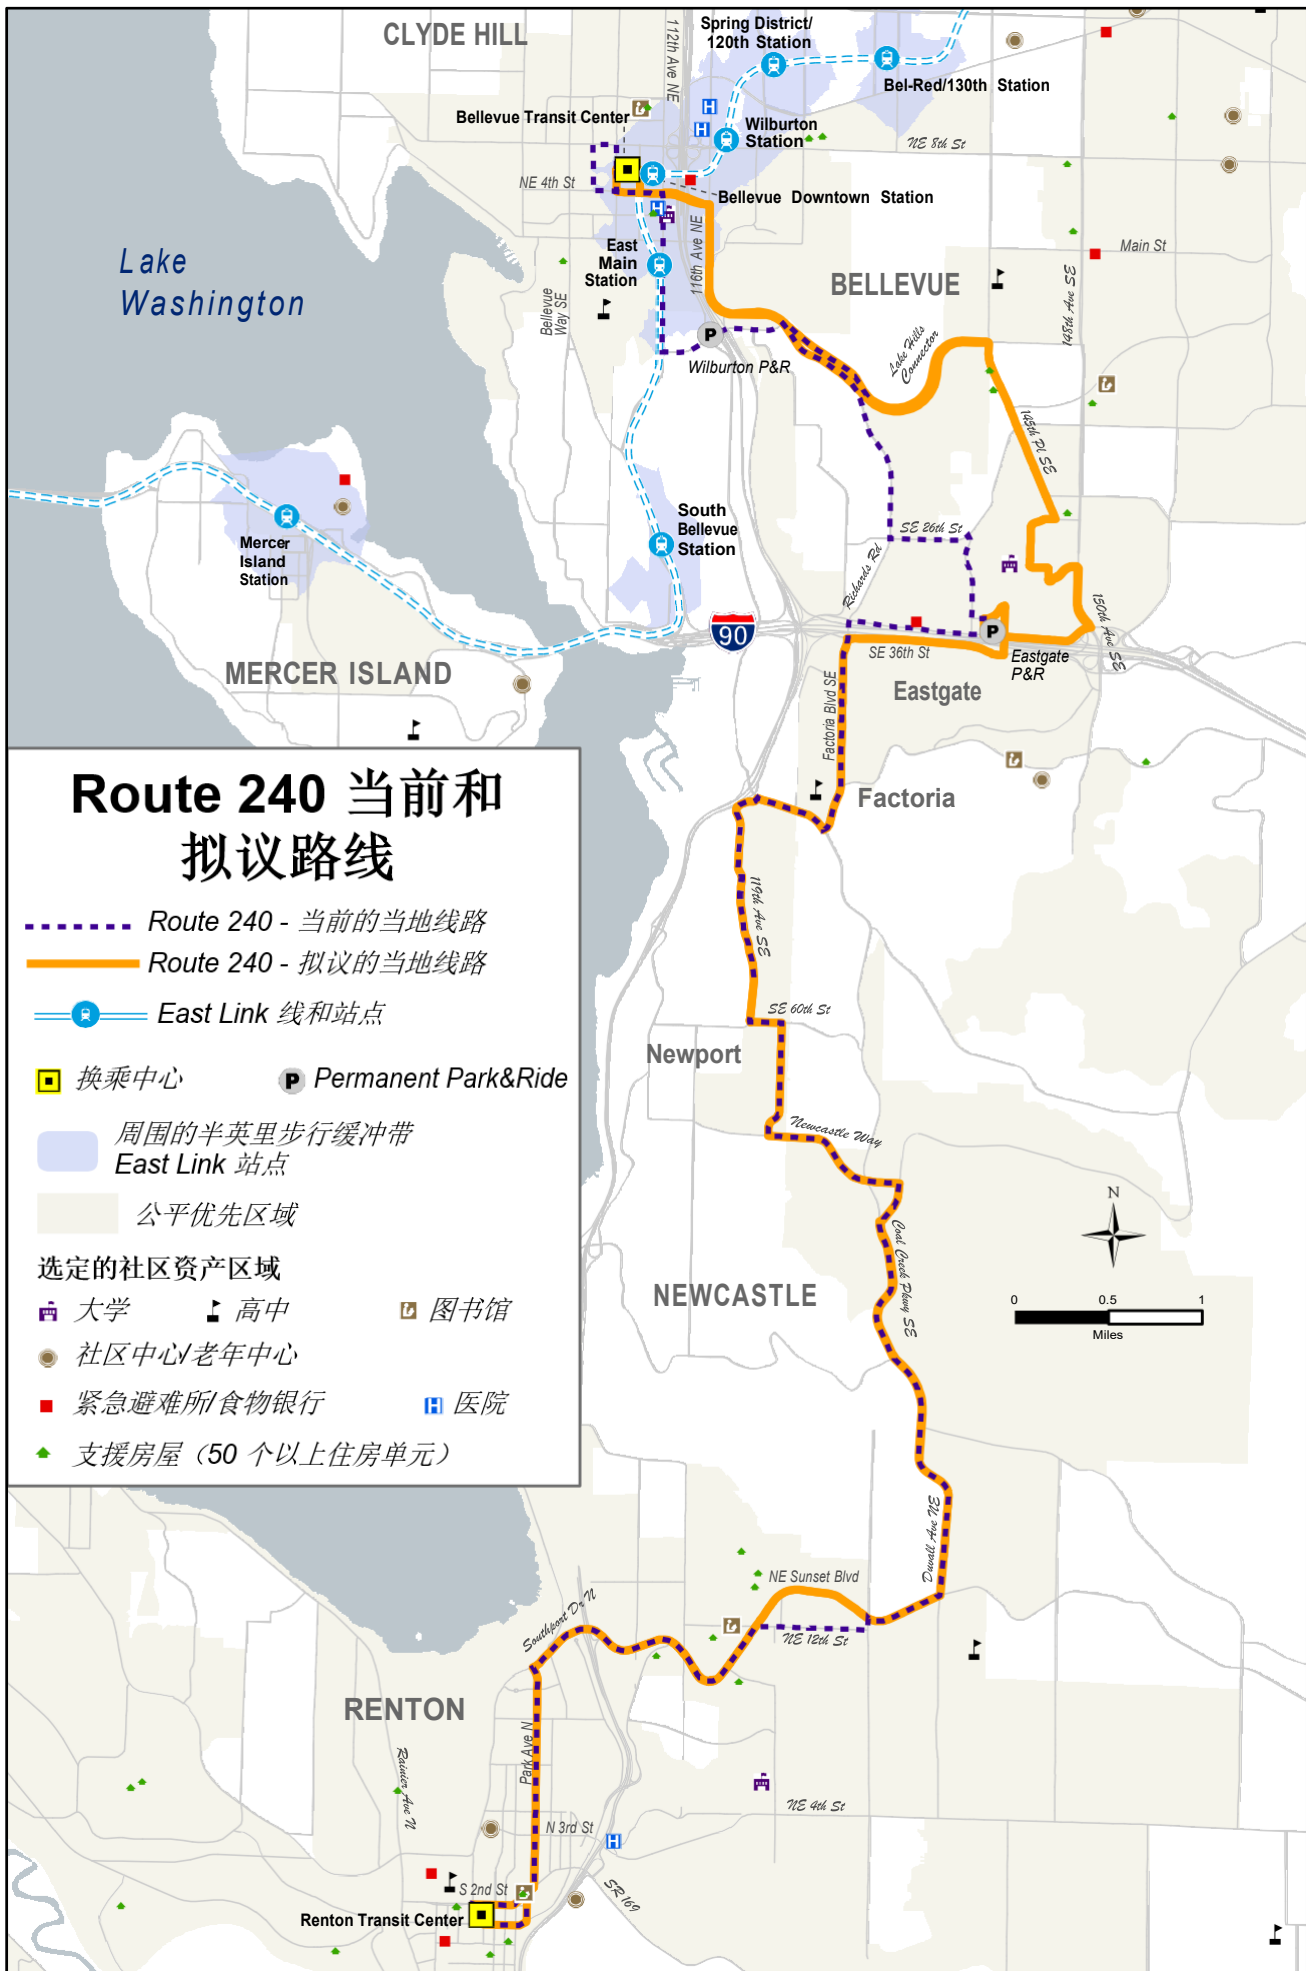 CLYDE HILL
112th Ave NE
Spring District/
120th Station
Bel-Red/130th Station
Bellevue Transit Center
Wilburton
Station
NE 8th St
NE 4th St
Bellevue Downtown Station
Lake
Washington
East
Main
Station
116th Ave NE
Main St
BELLEVUE
148th Ave SE
Bellevue
Way SE
Lake Hills
Connector
Wilburton P&R
145th Pl SE
South
Bellevue
Station
SE 26th St
Mercer
Island
Station
Richards Rd
90
150th Ave SE
SE 36th St
Eastgate
P&R
MERCER ISLAND
Eastgate
Factoria Blvd SE
Factoria
Route 240 当前和
拟议路线
Route 240 - 当前的当地线路
Route 240 - 拟议的当地线路
East Link 线和站点
换乘中心
P Permanent Park&Ride
周围的半英里步行缓冲带
East Link 站点
公平优先区域
选定的社区资产区域
大学
高中
图书馆
社区中心/老年中心
紧急避难所/食物银行
H 医院
支援房屋（50 个以上住房单元）
119th Ave SE
SE 60th St
Newport
Newcastle Way
N
Coal Creek Pkwy SE
NEWCASTLE
0 0.5 1
Miles
Duvall Ave NE
NE Sunset Blvd
NE 12th St
Southport Dr N
RENTON
Park Ave N
Rainier Ave N
NE 4th St
N 3rd St
S 2nd St
SR 169
Renton Transit Center